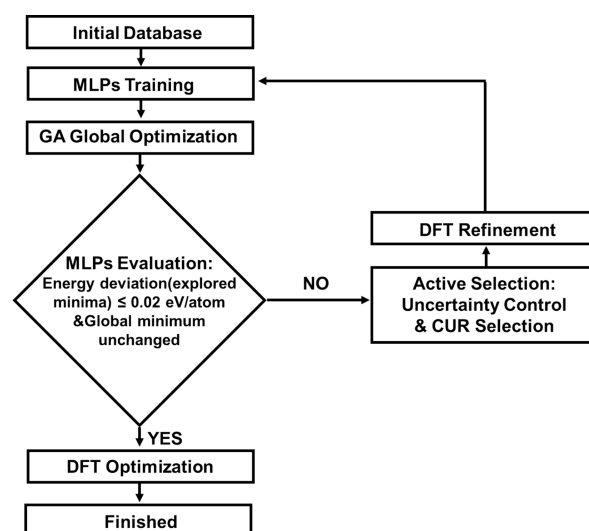 Initial Database
MLPs Training
GA Global Optimization
MLPs Evaluation:
Energy deviation(explored
minima) ≤ 0.02 eV/atom
&Global minimum
unchanged
NO
DFT Refinement
Active Selection:
Uncertainty Control
& CUR Selection
YES
DFT Optimization
Finished